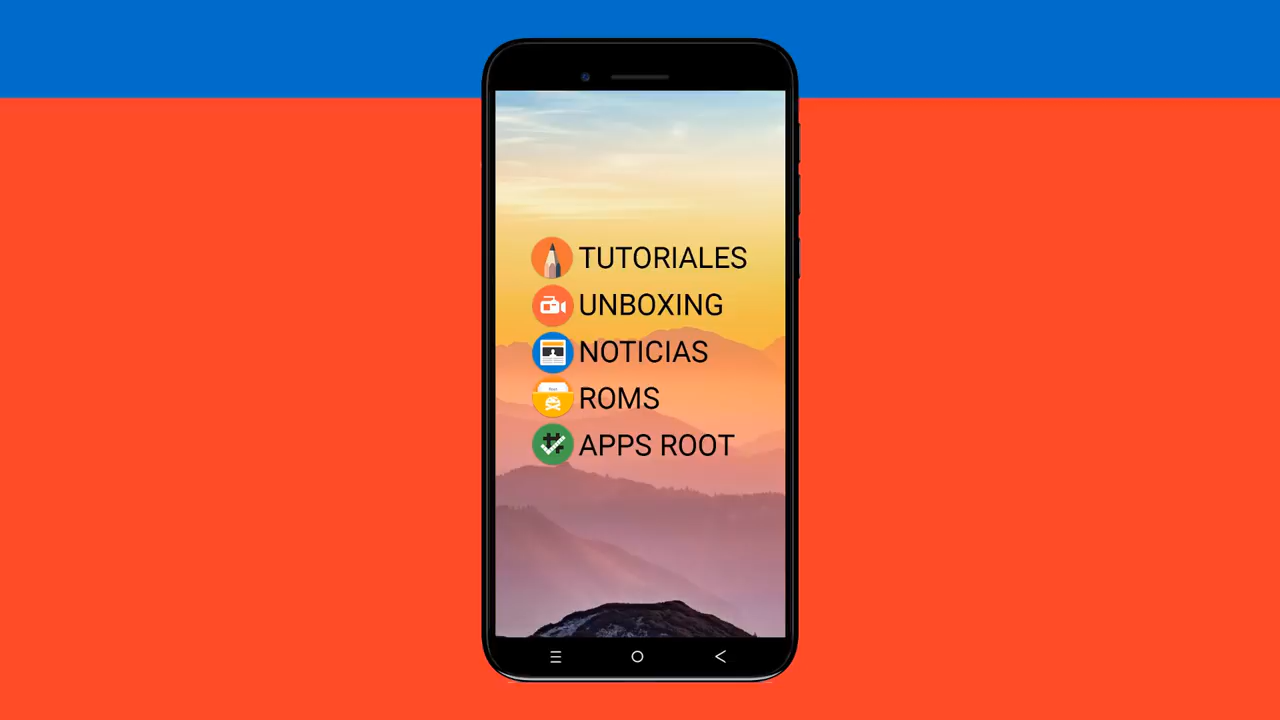 TUTORIALES
UNBOXING
NOTICIAS
ROMS
APPS ROOT